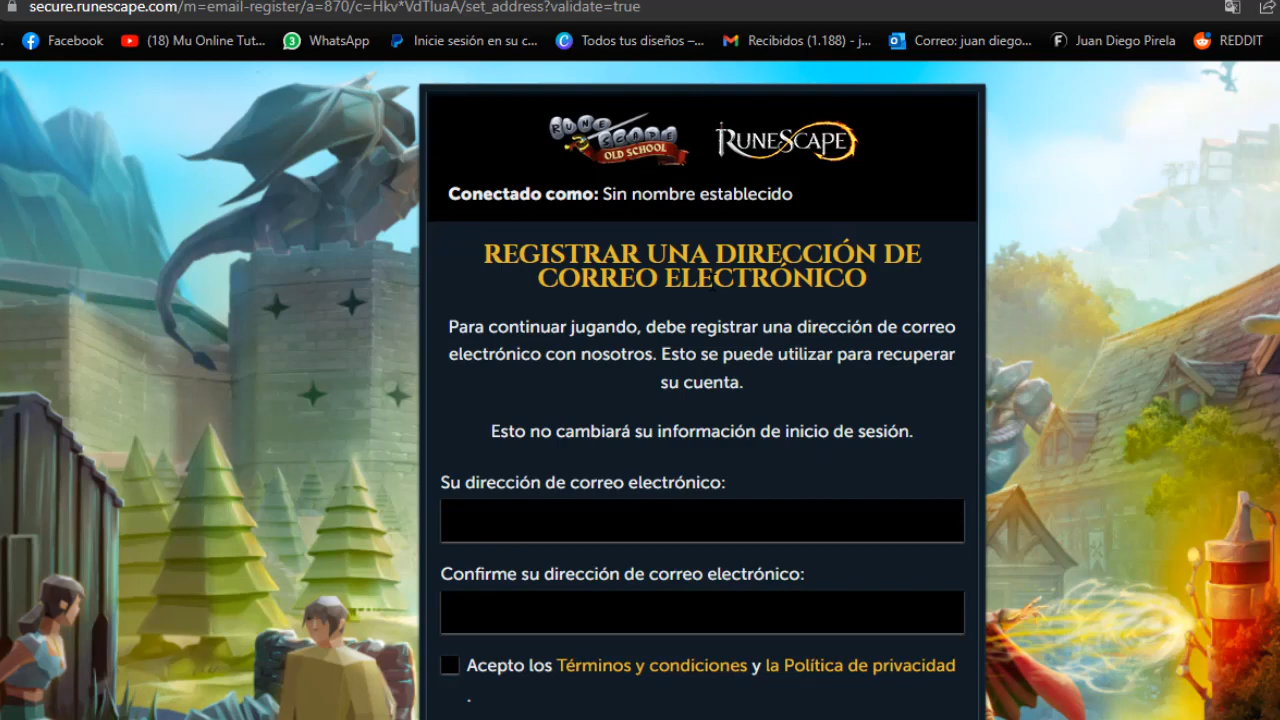 secure.runescape.com/m=email-register/a=870/c=Hkv*VdTIuaA/set_address?validate=true
. Facebook (18) Mu Online Tut... 3 WhatsApp Inicie sesión en su c... Todos tus diseños –... Recibidos (1.188) - j... Correo: juan diego... Juan Diego Pirela REDDIT
RUNE SCAPE OLD SCHOOL RUNESCAPE
Conectado como: Sin nombre establecido
REGISTRAR UNA DIRECCIÓN DE
CORREO ELECTRÓNICO
Para continuar jugando, debe registrar una dirección de correo
electrónico con nosotros. Esto se puede utilizar para recuperar
su cuenta.
Esto no cambiará su información de inicio de sesión.
Su dirección de correo electrónico:
Confirme su dirección de correo electrónico:
Acepto los Términos y condiciones y la Política de privacidad
.